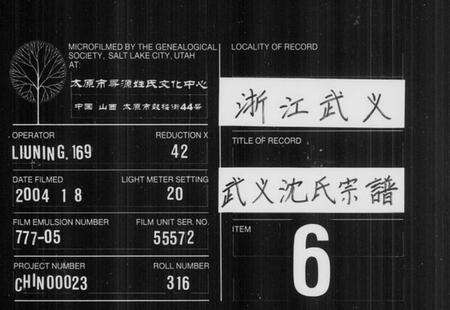 MICROFILMED BY THE GENEALOGICAL
SOCIETY, SALT LAKE CITY, UTAH
AT:
太原市寻源姓氏文化中心
中国 山西 太原市鼓楼街44号
OPERATOR
LIUNING.169
REDUCTION X
42
DATE FILMED
2004 1 8
LIGHT METER SETTING
20
FILM EMULSION NUMBER
777-05
FILM UNIT SER. NO.
55572
PROJECT NUMBER
CHIN00023
ROLL NUMBER
316
LOCALITY OF RECORD
浙江武义
TITLE OF RECORD
武义沈氏宗譜
ITEM
6